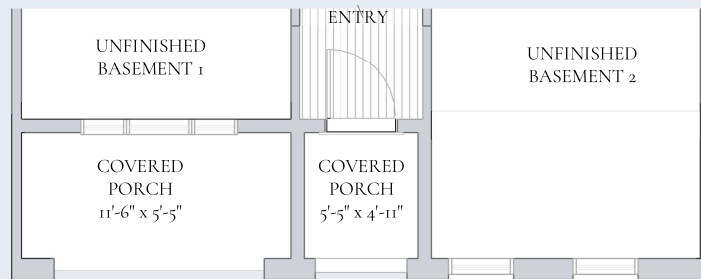 ENTRY
UNFINISHED
BASEMENT 1
UNFINISHED
BASEMENT 2
COVERED
PORCH
11'-6" x 5'-5"
COVERED
PORCH
5'-5" x 4'-11"